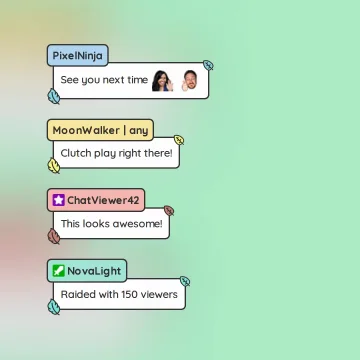 PixelNinja
See you next time
MoonWalker | any
Clutch play right there!
ChatViewer42
This looks awesome!
NovaLight
Raided with 150 viewers